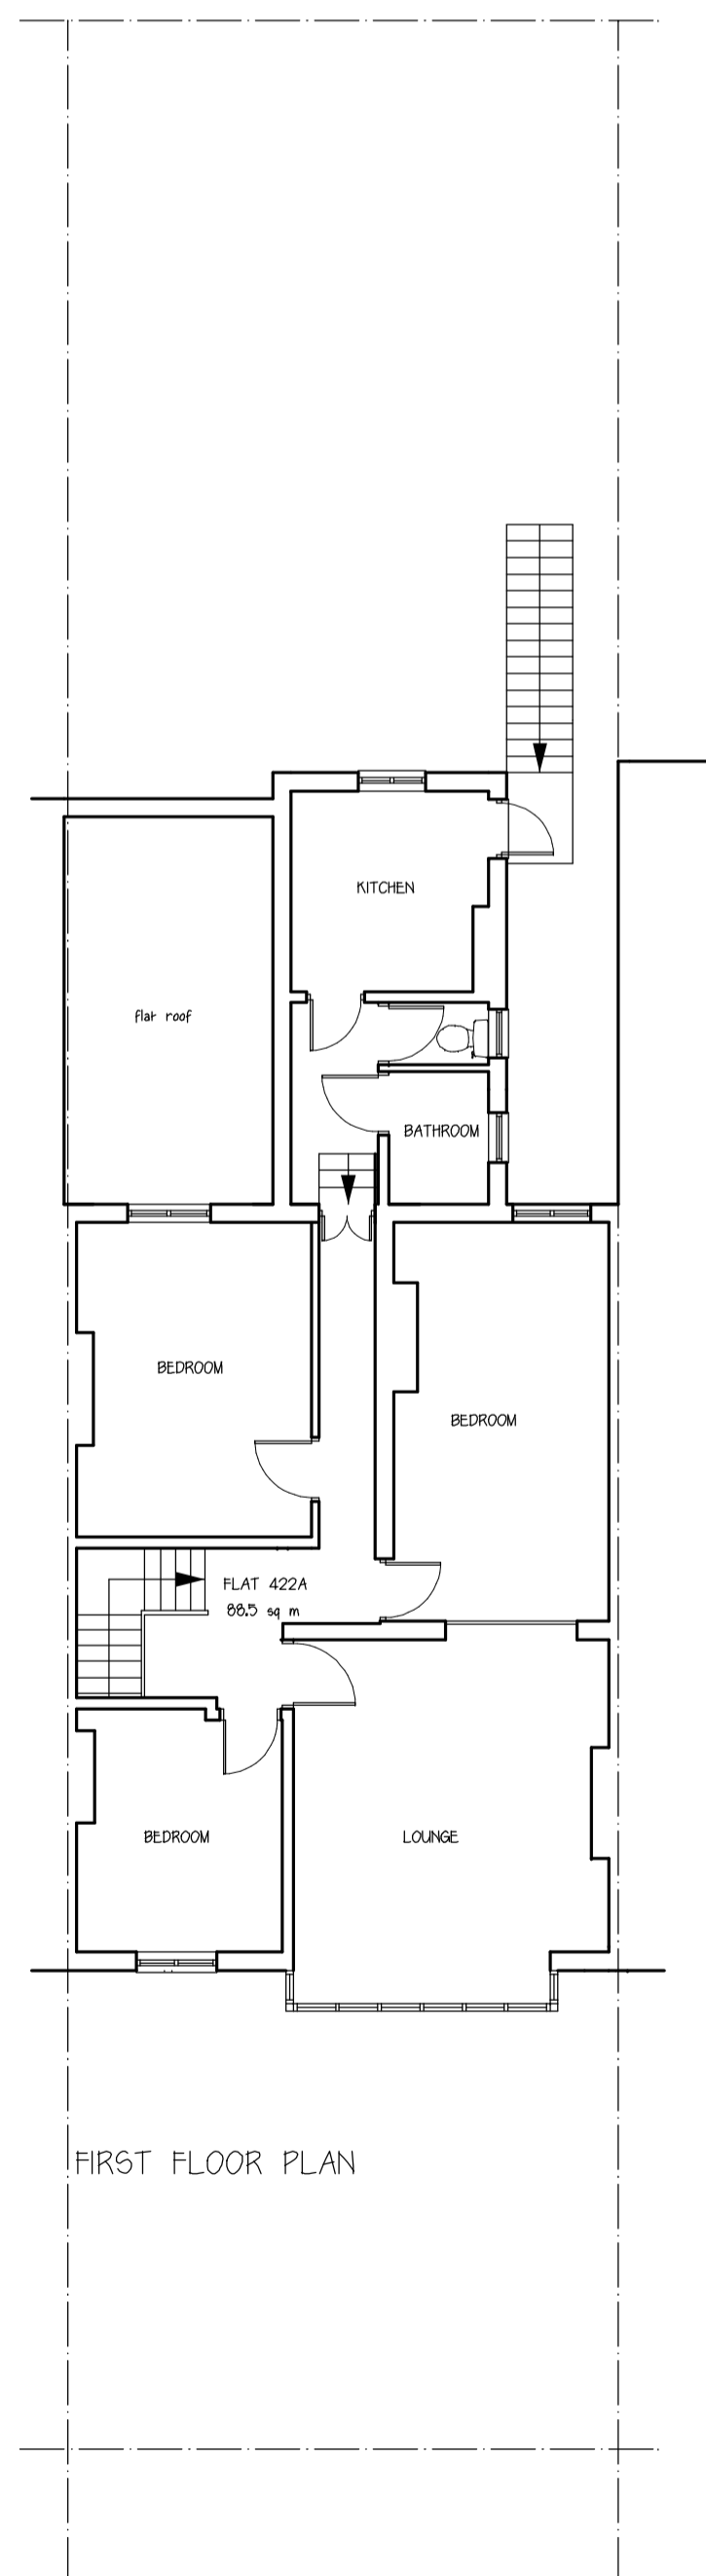 KITCHEN
flat roof
BATHROOM
BEDROOM
BEDROOM
FLAT 422A
88.5 sq m
BEDROOM
LOUNGE
FIRST FLOOR PLAN